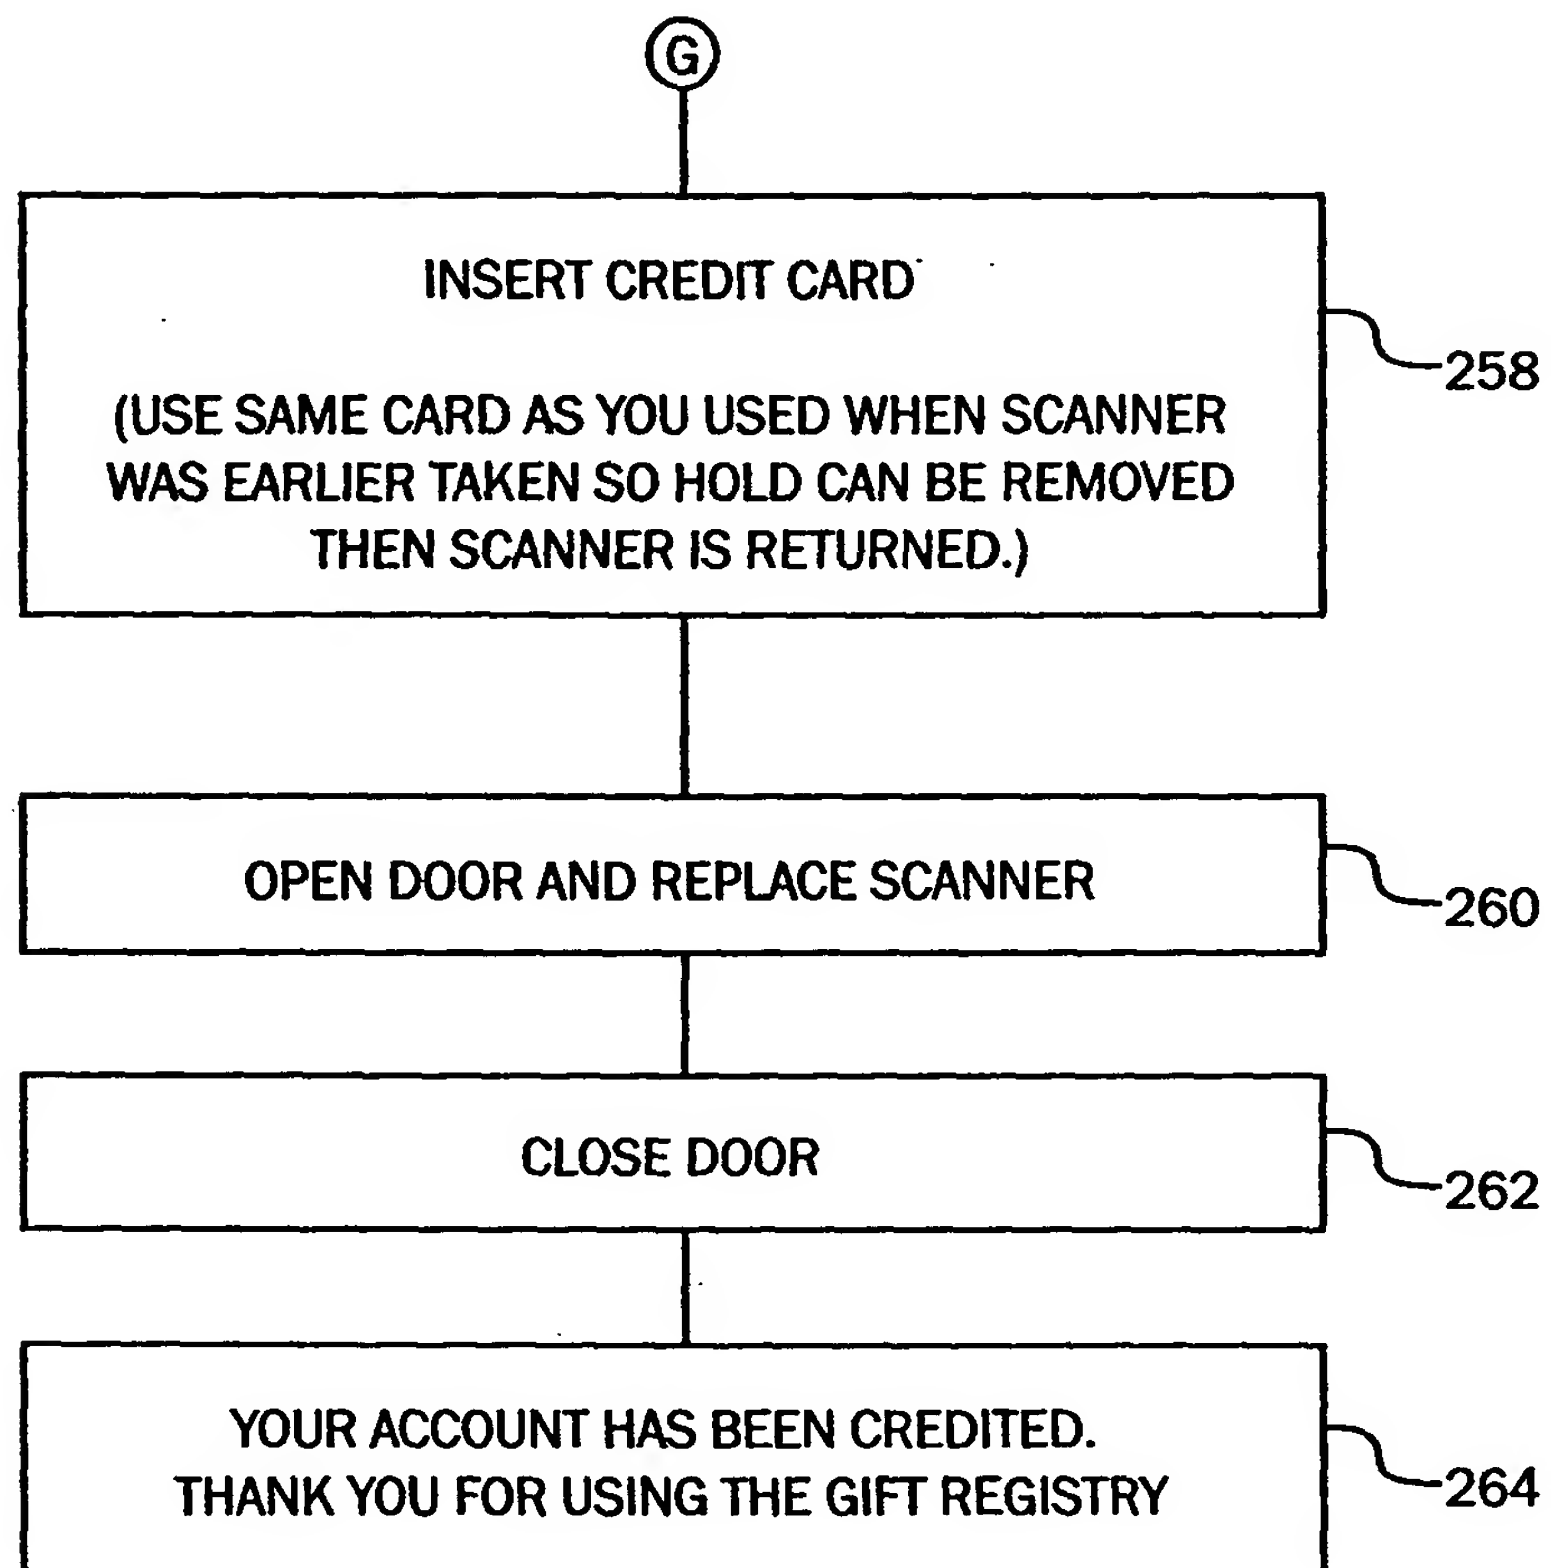 G
INSERT CREDIT CARD
258
(USE SAME CARD AS YOU USED WHEN SCANNER
WAS EARLIER TAKEN SO HOLD CAN BE REMOVED
THEN SCANNER IS RETURNED.)
OPEN DOOR AND REPLACE SCANNER
260
CLOSE DOOR
262
YOUR ACCOUNT HAS BEEN CREDITED.
THANK YOU FOR USING THE GIFT REGISTRY
264